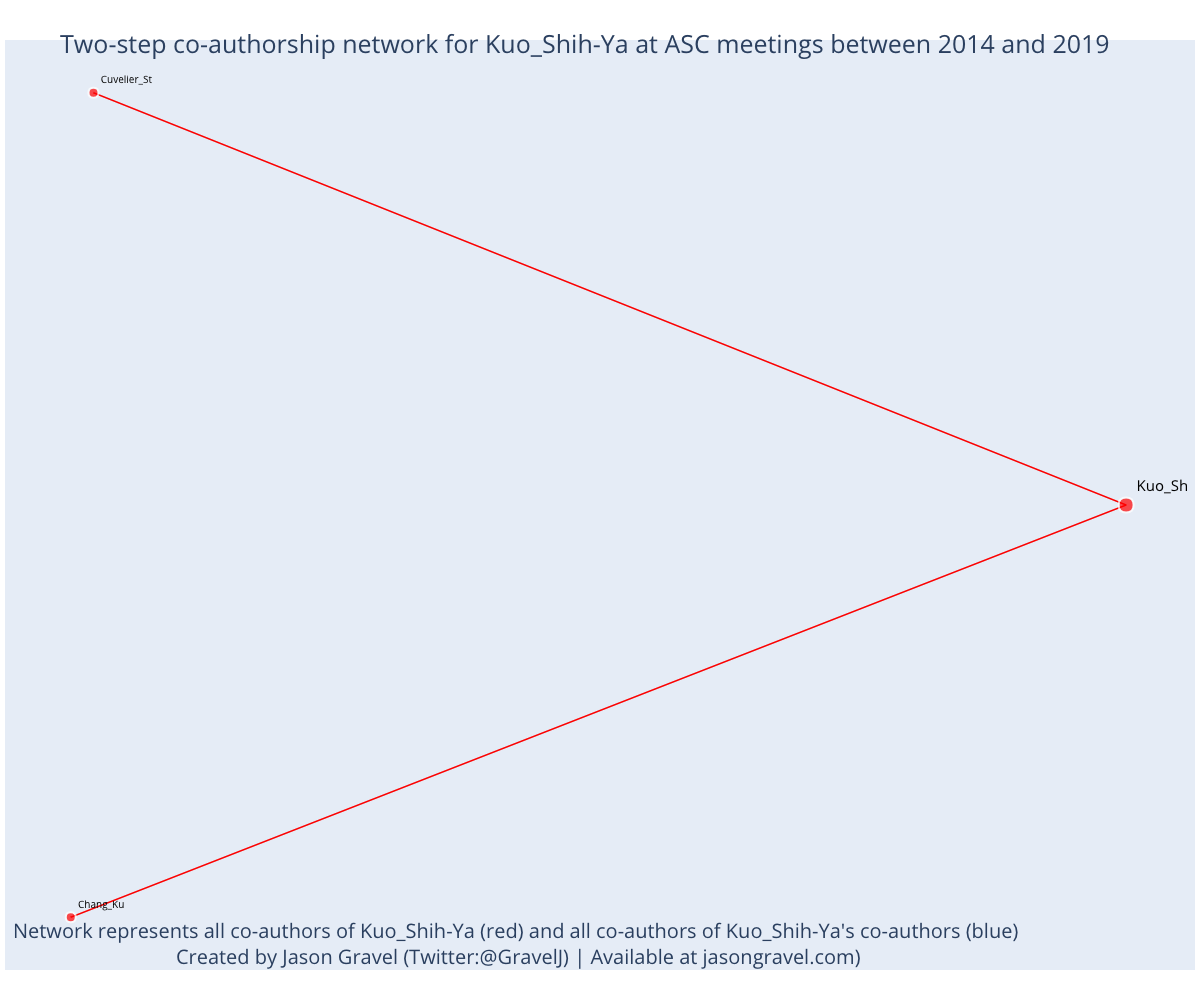 Two-step co-authorship network for Kuo_Shih-Ya at ASC meetings between 2014 and 2019
Cuvelier_St
Kuo_Sh
Chang_Ku
Network represents all co-authors of Kuo_Shih-Ya (red) and all co-authors of Kuo_Shih-Ya's co-authors (blue)
Created by Jason Gravel (Twitter:@GravelJ) | Available at jasongravel.com)